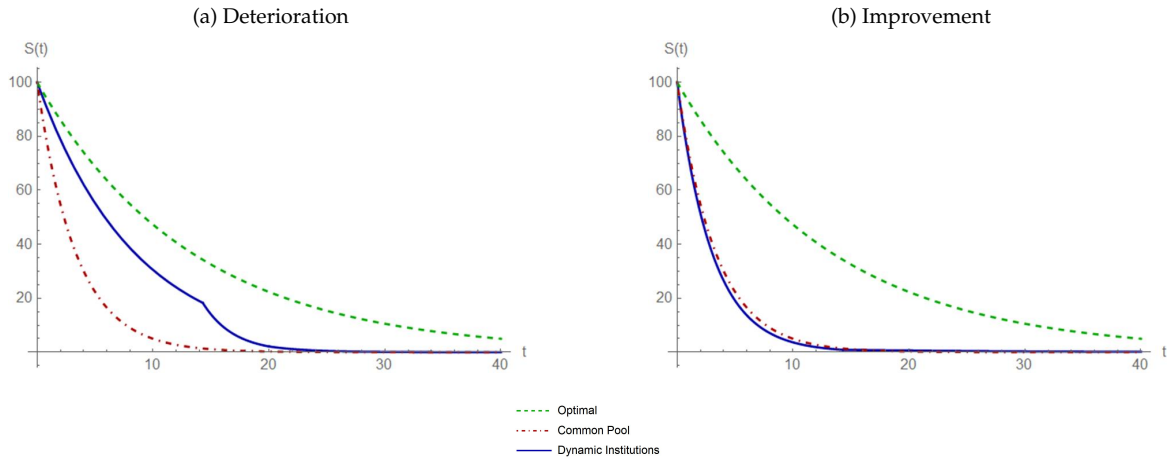 (a) Deterioration
S(t)
100
80
60
40
20
10
20
30
40
t
(b) Improvement
S(t)
100
80
60
40
20
10
20
30
40
t
Optimal
Common Pool
Dynamic Institutions